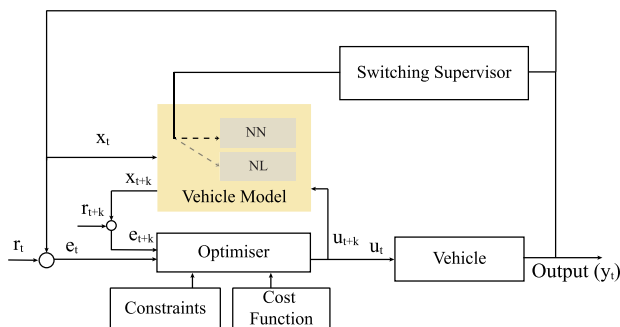 Switching Supervisor
NN
NL
Vehicle Model
xₜ
xₜ₊ₖ
rₜ₊ₖ
eₜ₊ₖ
rₜ
eₜ
Optimiser
uₜ₊ₖ
uₜ
Vehicle
Output (yₜ)
Constraints
Cost
Function